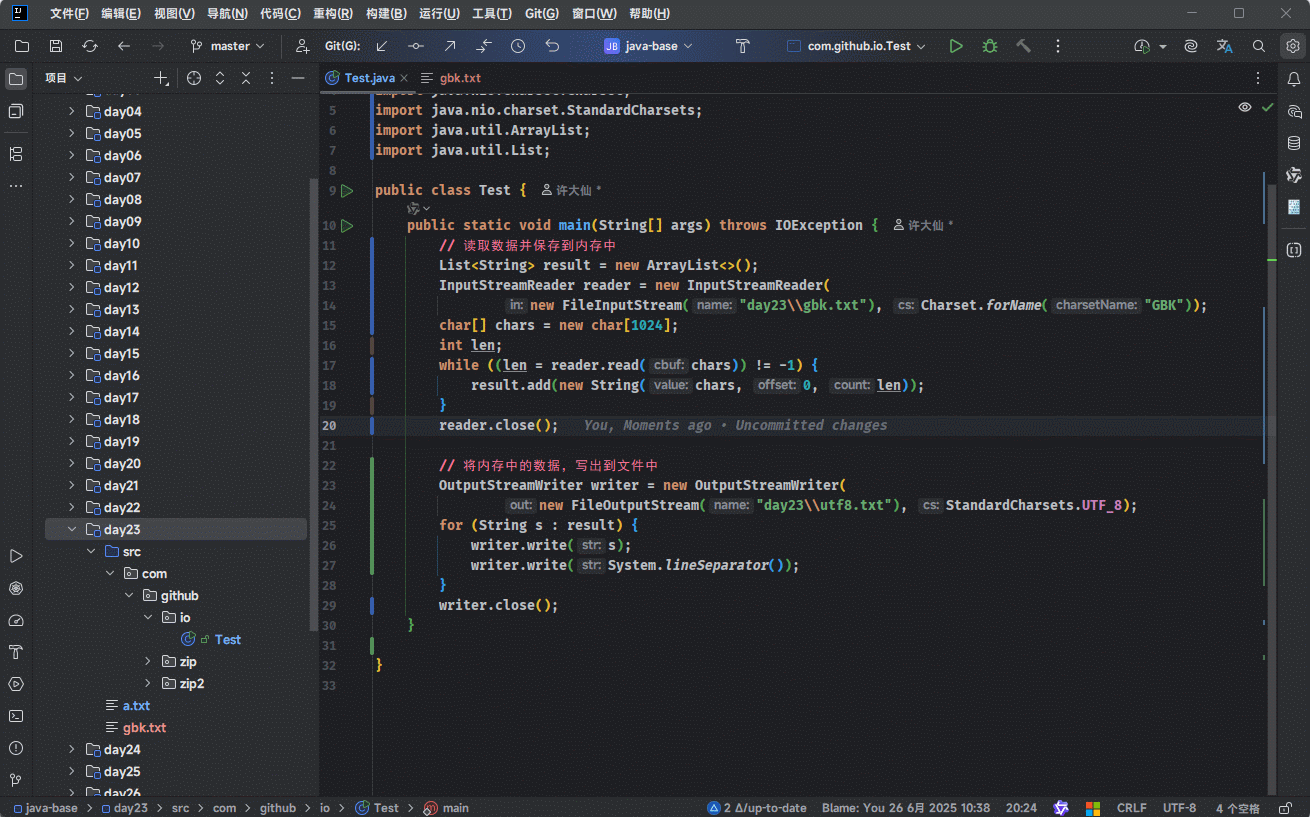 文件(F) 编辑(E) 视图(V) 导航(N) 代码(C) 重构(R) 构建(B) 运行(U) 工具(T) Git(G) 窗口(W) 帮助(H)
master Git(G): JB java-base com.github.io.Test
项目 Test.java gbk.txt
day04
day05
day06
day07
day08
day09
day10
day11
day12
day13
day14
day15
day16
day17
day18
day19
day20
day21
day22
day23
src
com
github
io
Test
zip
zip2
a.txt
gbk.txt
day24
day25
day26
5 import java.nio.charset.StandardCharsets;
6 import java.util.ArrayList;
7 import java.util.List;
8
9 public class Test { 许大仙 *
10 public static void main(String[] args) throws IOException { 许大仙 *
11 // 读取数据并保存到内存中
12 List<String> result = new ArrayList<>();
13 InputStreamReader reader = new InputStreamReader(
14 in: new FileInputStream( name: "day23\\gbk.txt"), cs: Charset.forName( charsetName: "GBK"));
15 char[] chars = new char[1024];
16 int len;
17 while ((len = reader.read( cbuf: chars)) != -1) {
18 result.add(new String( value: chars, offset: 0, count: len));
19 }
20 reader.close(); You, Moments ago • Uncommitted changes
21
22 // 将内存中的数据，写出到文件中
23 OutputStreamWriter writer = new OutputStreamWriter(
24 out: new FileOutputStream( name: "day23\\utf8.txt"), cs: StandardCharsets.UTF_8);
25 for (String s : result) {
26 writer.write( str: s);
27 writer.write( str: System.lineSeparator());
28 }
29 writer.close();
30 }
31
32 }
33
java-base > day23 > src > com > github > io > Test > main 2 Δ/up-to-date Blame: You 26 6月 2025 10:38 20:24 CRLF UTF-8 4 个空格